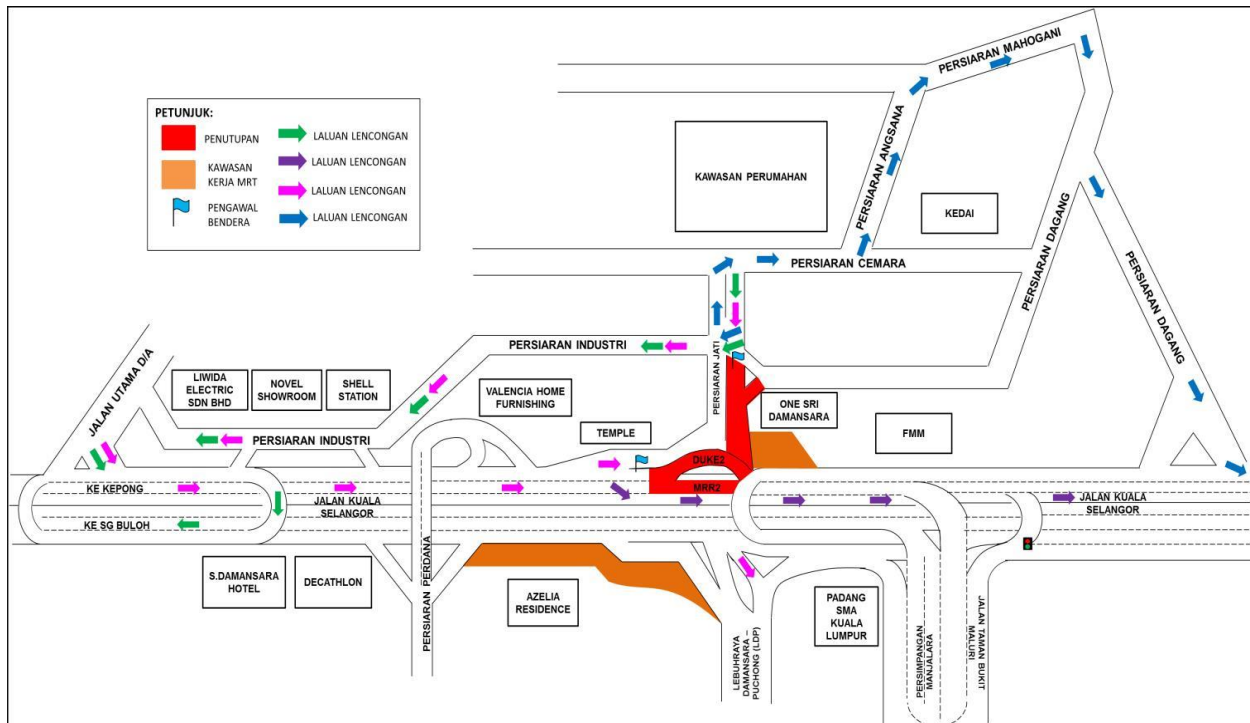 PETUNJUK:
PENUTUPAN
KAWASAN
KERJA MRT
PENGAWAL
BENDERA
LALUAN LENCONGAN
LALUAN LENCONGAN
LALUAN LENCONGAN
LALUAN LENCONGAN
PERSIARAN MAHOGANI
PERSIARAN ANGSANA
KAWASAN PERUMAHAN
KEDAI
PERSIARAN DAGANG
PERSIARAN DAGANG
PERSIARAN CEMARA
PERSIARAN INDUSTRI
PERSIARAN JATI
JALAN UTAMA D/A
LIWIDA
ELECTRIC
SDN BHD
NOVEL
SHOWROOM
SHELL
STATION
VALENCIA HOME
FURNISHING
TEMPLE
ONE SRI
DAMANSARA
FMM
PERSIARAN INDUSTRI
DUKE2
MRR2
KE KEPONG
KE SG BULOH
JALAN KUALA
SELANGOR
JALAN KUALA
SELANGOR
S.DAMANSARA
HOTEL
DECATHLON
PERSIARAN PERDANA
AZELIA
RESIDENCE
LEBUHRAYA
DAMANSARA –
PUCHONG (LDP)
PADANG
SMA
KUALA
LUMPUR
PERSIMPANGAN
MANJALARA
JALAN TAMAN BUKIT
MALURI